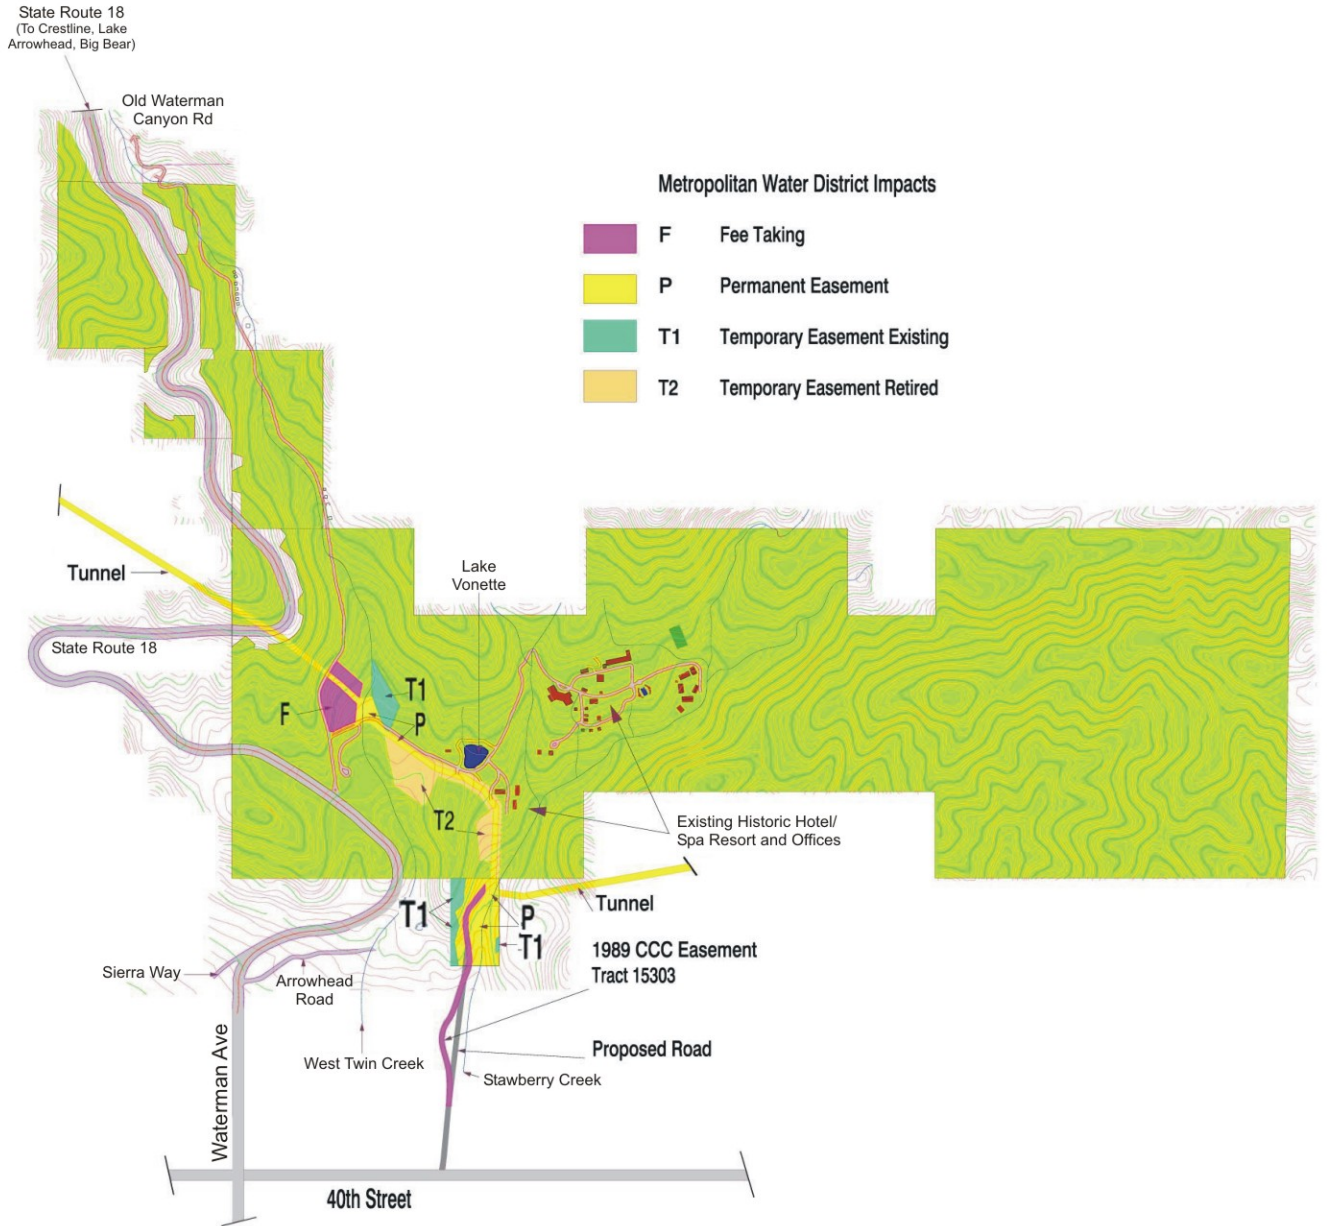 State Route 18
(To Crestline, Lake
Arrowhead, Big Bear)
Old Waterman
Canyon Rd
Metropolitan Water District Impacts
F Fee Taking
P Permanent Easement
T1 Temporary Easement Existing
T2 Temporary Easement Retired
Tunnel
Lake
Vonette
State Route 18
T1
F
P
T2
Existing Historic Hotel/
Spa Resort and Offices
Tunnel
T1
P
T1
1989 CCC Easement
Tract 15303
Sierra Way
Arrowhead
Road
Waterman Ave
West Twin Creek
Proposed Road
Stawberry Creek
40th Street